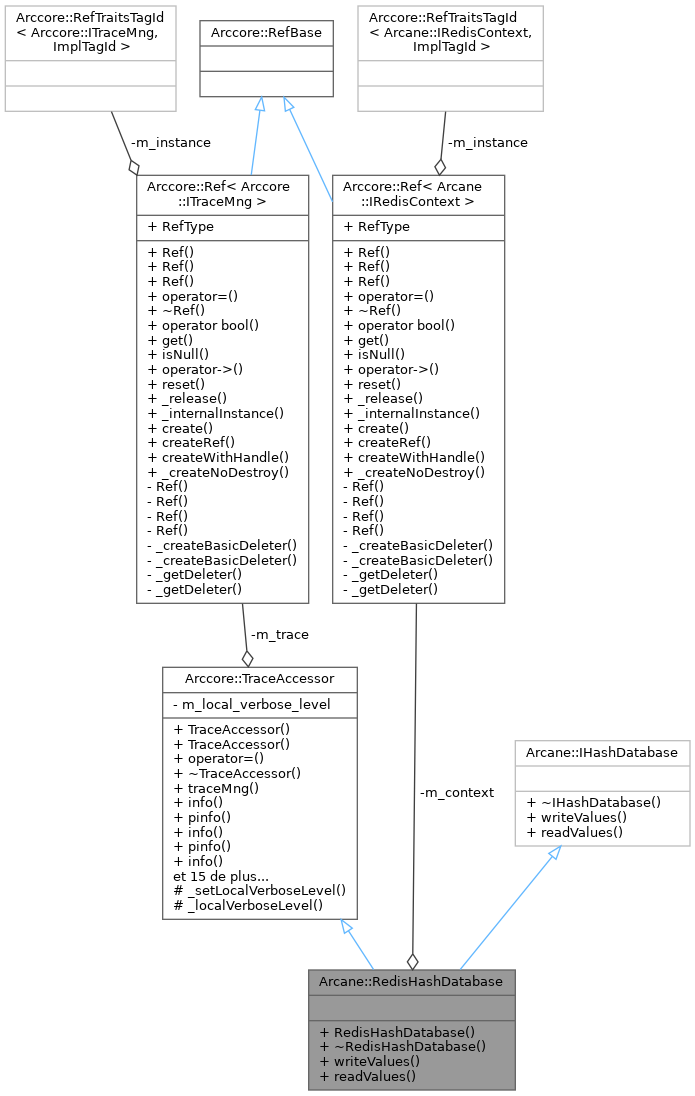 Arccore::RefTraitsTagId
< Arccore::ITraceMng,
ImplTagId >
Arccore::RefBase
Arccore::RefTraitsTagId
< Arcane::IRedisContext,
ImplTagId >
-m_instance
-m_instance
Arccore::Ref< Arccore
::ITraceMng >
+ RefType
+ Ref()
+ Ref()
+ Ref()
+ operator=()
+ ~Ref()
+ operator bool()
+ get()
+ isNull()
+ operator->()
+ reset()
+ _release()
+ _internalInstance()
+ create()
+ createRef()
+ createWithHandle()
+ _createNoDestroy()
- Ref()
- Ref()
- Ref()
- Ref()
- _createBasicDeleter()
- _createBasicDeleter()
- _getDeleter()
- _getDeleter()
Arccore::Ref< Arcane
::IRedisContext >
+ RefType
+ Ref()
+ Ref()
+ Ref()
+ operator=()
+ ~Ref()
+ operator bool()
+ get()
+ isNull()
+ operator->()
+ reset()
+ _release()
+ _internalInstance()
+ create()
+ createRef()
+ createWithHandle()
+ _createNoDestroy()
- Ref()
- Ref()
- Ref()
- Ref()
- _createBasicDeleter()
- _createBasicDeleter()
- _getDeleter()
- _getDeleter()
-m_trace
Arccore::TraceAccessor
- m_local_verbose_level
+ TraceAccessor()
+ TraceAccessor()
+ operator=()
+ ~TraceAccessor()
+ traceMng()
+ info()
+ pinfo()
+ info()
+ pinfo()
+ info()
et 15 de plus...
# _setLocalVerboseLevel()
# _localVerboseLevel()
-m_context
Arcane::IHashDatabase
+ ~IHashDatabase()
+ writeValues()
+ readValues()
Arcane::RedisHashDatabase
+ RedisHashDatabase()
+ ~RedisHashDatabase()
+ writeValues()
+ readValues()